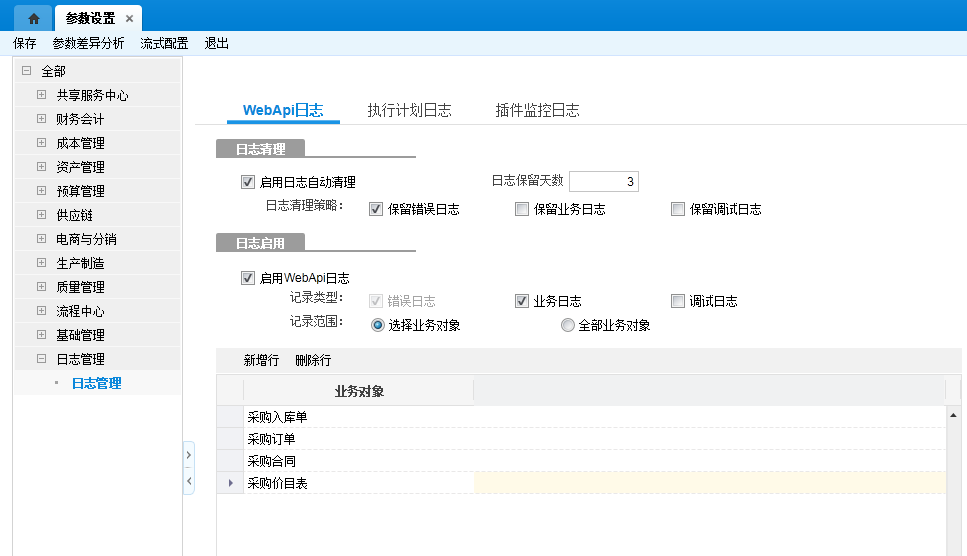 参数设置 ×
保存 参数差异分析 流式配置 退出
全部
共享服务中心
财务会计
成本管理
资产管理
预算管理
供应链
电商与分销
生产制造
质量管理
流程中心
基础管理
日志管理
日志管理
WebApi日志 执行计划日志 插件监控日志
日志清理
启用日志自动清理 日志保留天数 3
日志清理策略： 保留错误日志 保留业务日志 保留调试日志
日志启用
启用WebApi日志
记录类型： 错误日志 业务日志 调试日志
记录范围： 选择业务对象 全部业务对象
新增行 删除行
业务对象
采购入库单
采购订单
采购合同
采购价目表